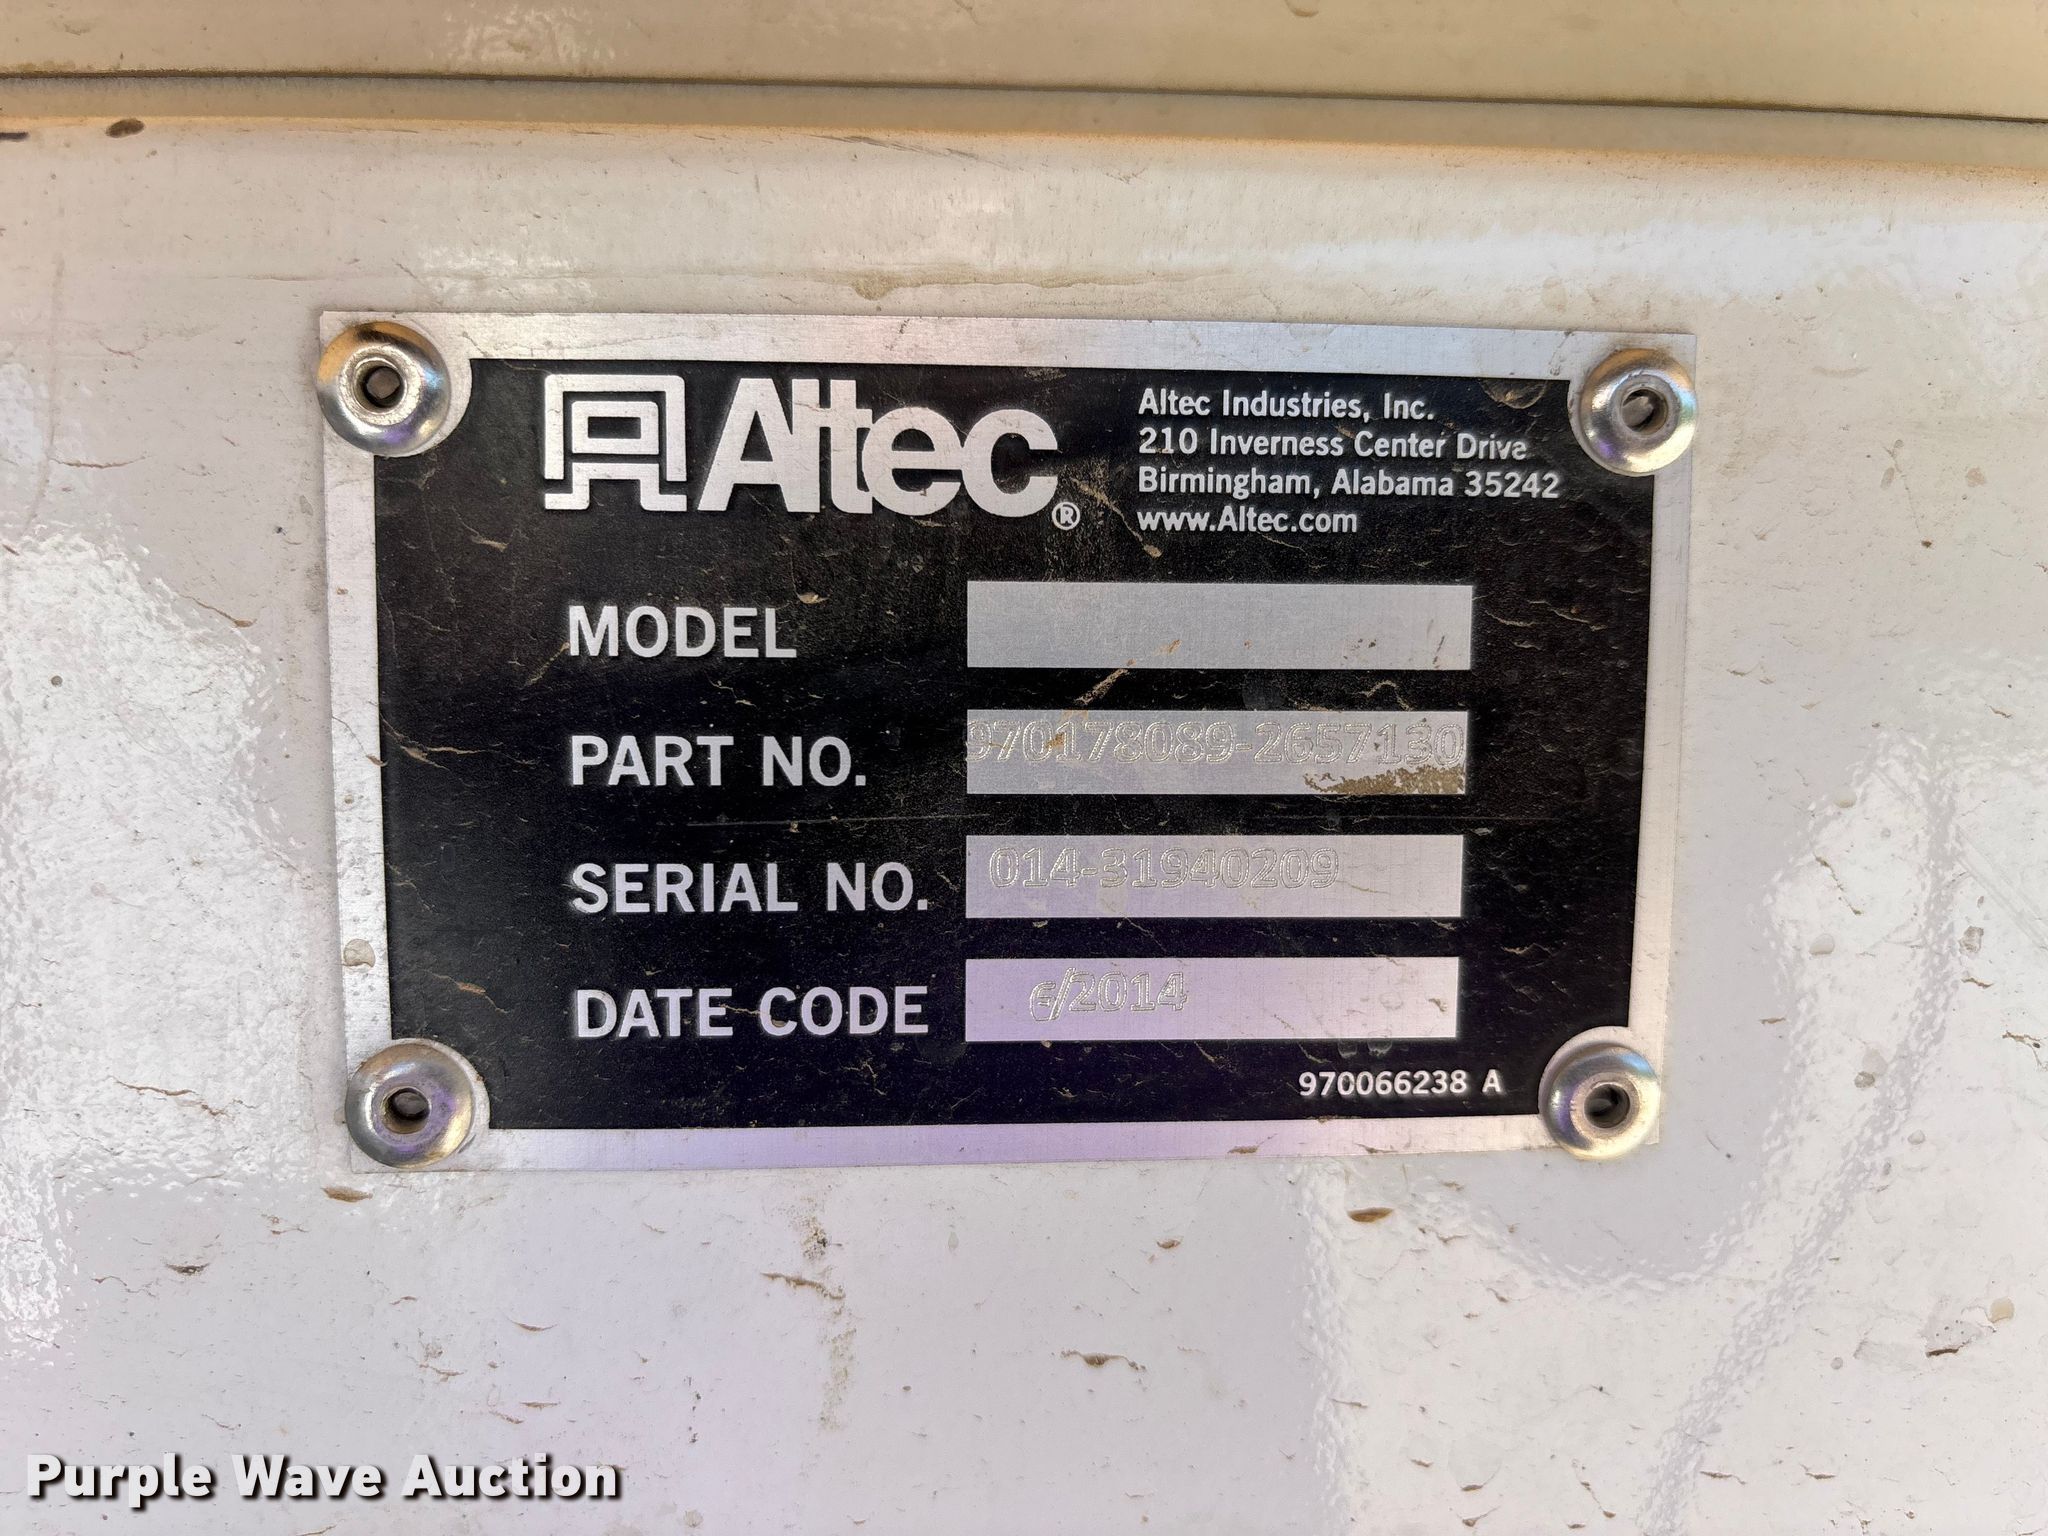 Altec®
Altec Industries, Inc.
210 Inverness Center Drive
Birmingham, Alabama 35242
www.Altec.com
MODEL
PART NO. 970178089-2657130
SERIAL NO. 014-31940209
DATE CODE 6/2014
970066238 A
Purple Wave Auction